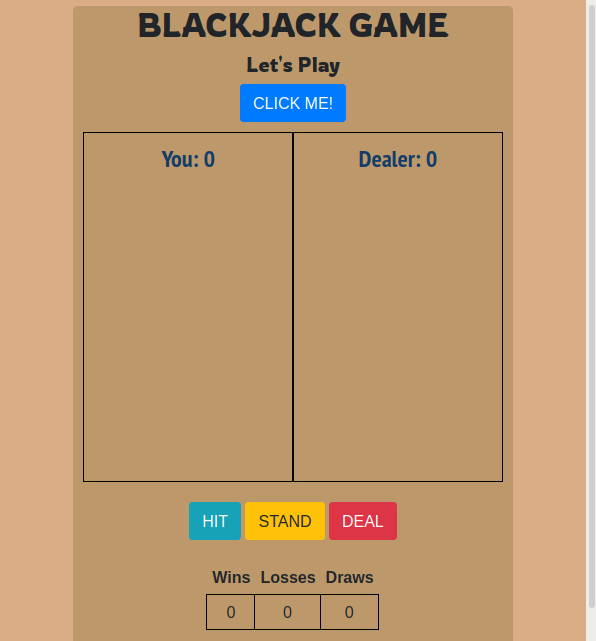 BLACKJACK GAME
Let's Play
CLICK ME!
You: 0 Dealer: 0
HIT STAND DEAL
Wins Losses Draws
0 0 0